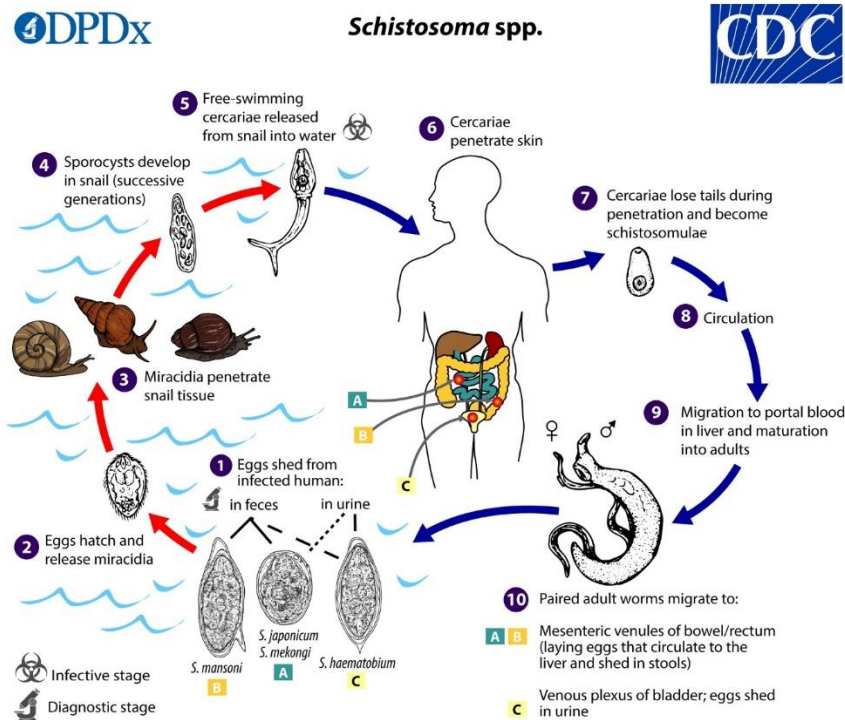 DPDx
Schistosoma spp.
CDC
5 Free-swimming
cercariae released
from snail into water
6 Cercariae
penetrate skin
4 Sporocysts develop
in snail (successive
generations)
7 Cercariae lose tails during
penetration and become
schistosomulae
8 Circulation
3 Miracidia penetrate
snail tissue
A
B
C
9 Migration to portal blood
in liver and maturation
into adults
♀ ♂
1 Eggs shed from
infected human:
in feces
in urine
2 Eggs hatch and
release miracidia
S. mansoni
B
S. japonicum
S. mekongi
A
S. haematobium
C
10 Paired adult worms migrate to:
A B Mesenteric venules of bowel/rectum
(laying eggs that circulate to the
liver and shed in stools)
C Venous plexus of bladder; eggs shed
in urine
Infective stage
Diagnostic stage